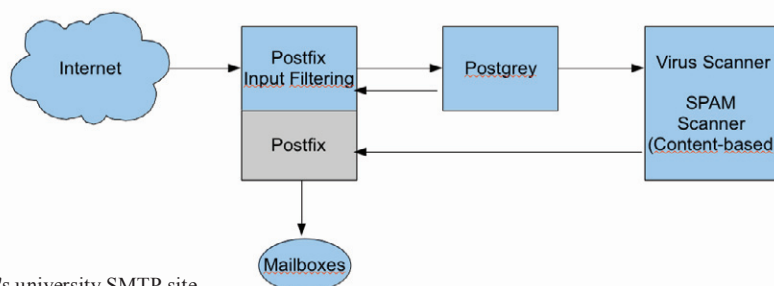 Internet
Postfix
Input Filtering
Postfix
Postgrey
Virus Scanner
SPAM
Scanner
(Content-based
Mailboxes
's university SMTP site